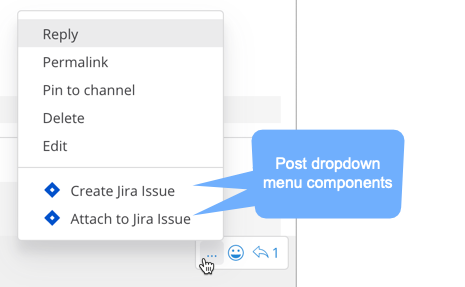 Reply
Permalink
Pin to channel
Delete
Edit
Create Jira Issue
Attach to Jira Issue
Post dropdown
menu components
... 1